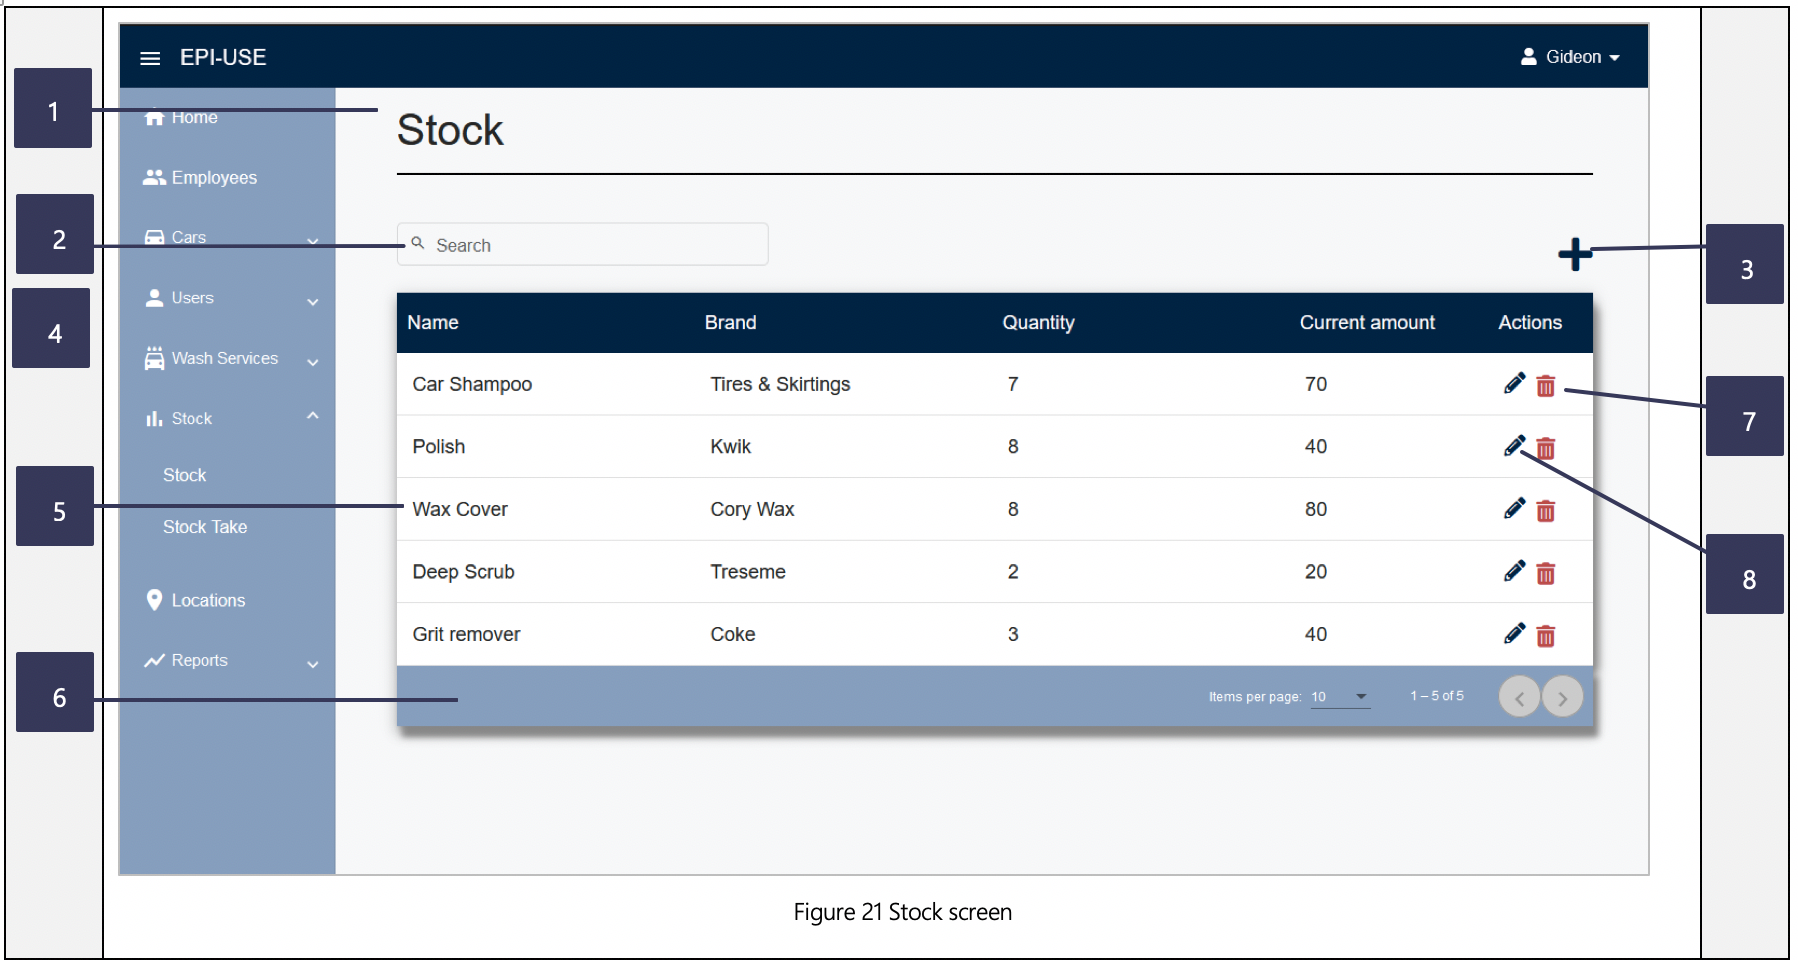 EPI-USE
Gideon
1
Home
Stock
Employees
2
Cars
Search
3
4
Users
Name Brand Quantity Current amount Actions
Wash Services
Car Shampoo Tires & Skirtings 7 70
7
Stock
Polish Kwik 8 40
Stock
5
Wax Cover Cory Wax 8 80
Stock Take
Deep Scrub Treseme 2 20
8
Locations
Grit remover Coke 3 40
Reports
6
Items per page: 10 1 – 5 of 5
Figure 21 Stock screen